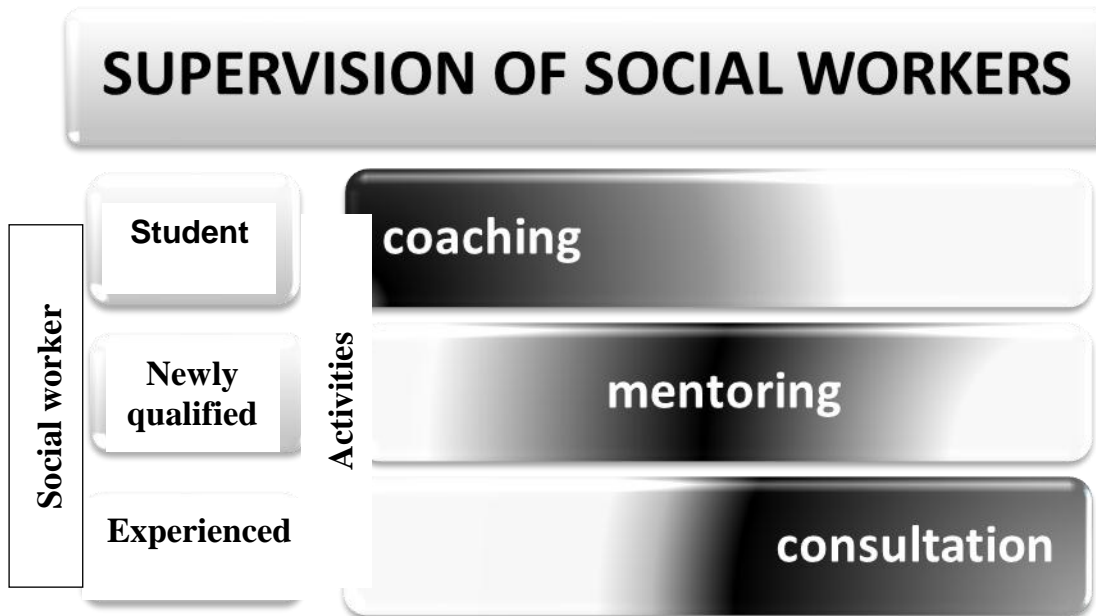 SUPERVISION OF SOCIAL WORKERS
Social worker
Student
Newly
qualified
Experienced
Activities
coaching
mentoring
consultation